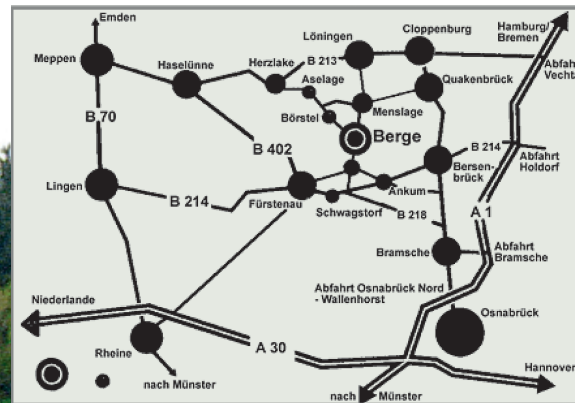 Emden
Meppen
Haselünne
Herzlake
B 213
Löningen
Cloppenburg
Hamburg/
Bremen
Abfah
Vechta
Aselage
Börstel
Menslage
Quakenbrück
Berge
B 70
B 402
B 214
Bersen-
brück
Abfahrt
Holdorf
Lingen
B 214
Fürstenau
Schwagstorf
Ankum
B 218
A 1
Bramsche
Abfahrt
Bramsche
Abfahrt Osnabrück Nord
- Wallenhorst
Niederlande
Osnabrück
Rheine
A 30
nach Münster
nach Münster
Hannover